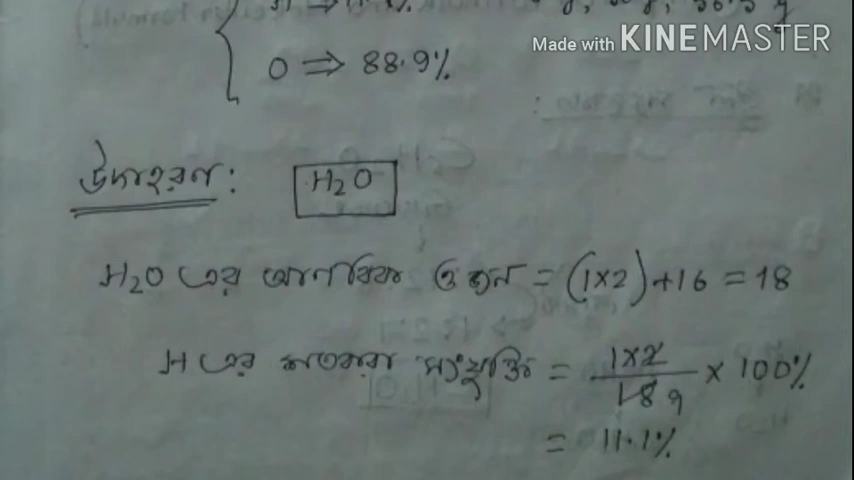 Made with KINEMASTER
O ⇒ 88.9%
উদাহরণ: H₂O
H₂O এর আণবিক ওজন = (1×2)+16 = 18
H এর শতকরা সংযুক্তি = 1×2 / 18 9 × 100%
= 11.1%